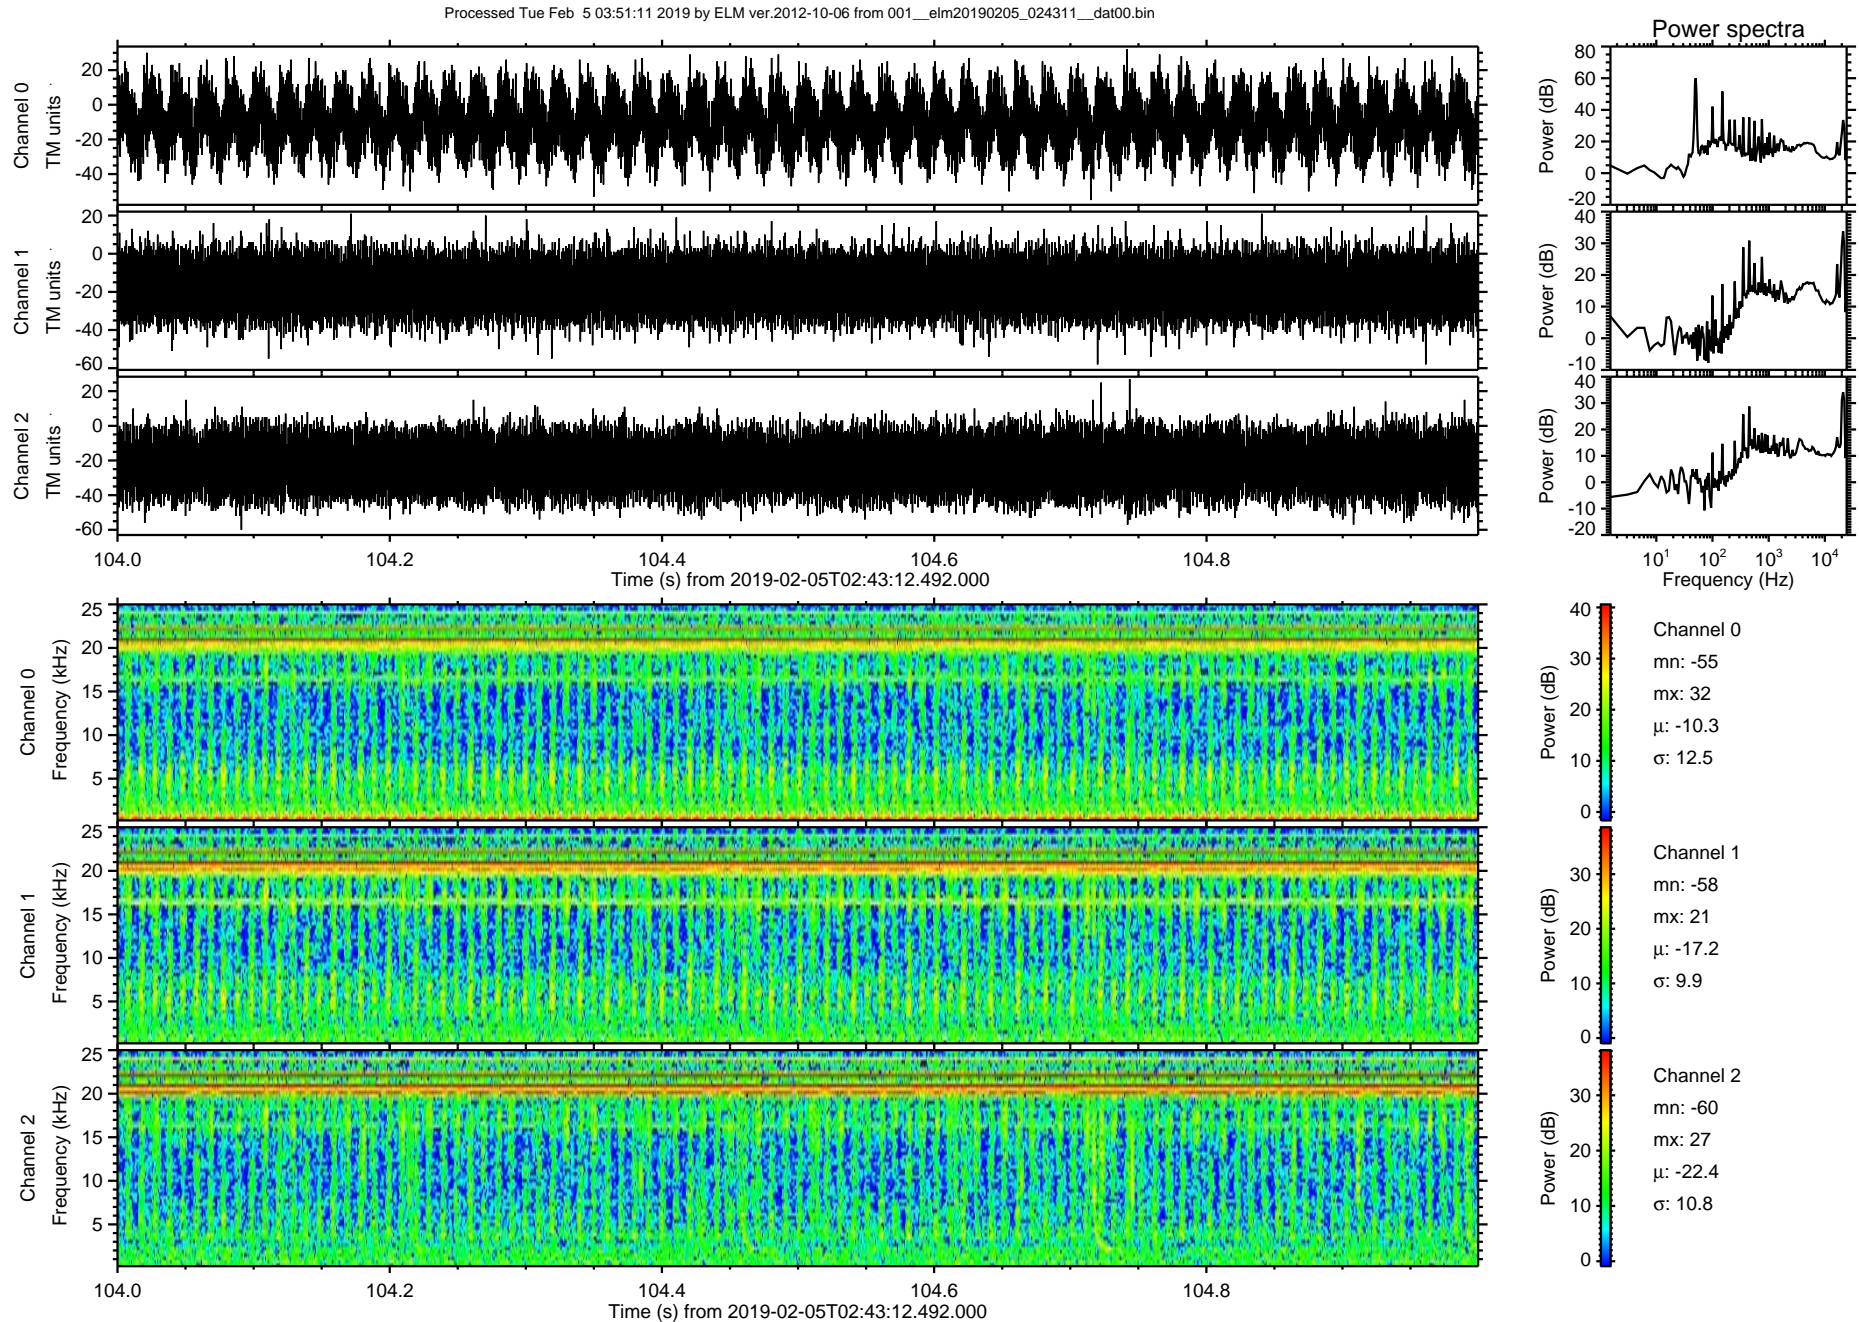 Processed Tue Feb  5 03:51:11 2019 by ELM ver.2012-10-06 from 001__elm20190205_024311__dat00.bin
Power spectra
Channel 0
TM units
20
0
-20
-40
Power (dB)
80
60
40
20
0
-20
Channel 1
TM units
20
0
-20
-40
-60
Power (dB)
40
30
20
10
0
-10
Channel 2
TM units
20
0
-20
-40
-60
Power (dB)
40
30
20
10
0
-10
-20
104.0 104.2 104.4 104.6 104.8
Time (s) from 2019-02-05T02:43:12.492.000
10^1 10^2 10^3 10^4
Frequency (Hz)
Channel 0
Frequency (kHz)
25
20
15
10
5
Power (dB)
40
30
20
10
0
Channel 0
mn: -55
mx: 32
μ: -10.3
σ: 12.5
Channel 1
Frequency (kHz)
25
20
15
10
5
Power (dB)
30
20
10
0
Channel 1
mn: -58
mx: 21
μ: -17.2
σ: 9.9
Channel 2
Frequency (kHz)
25
20
15
10
5
Power (dB)
30
20
10
0
Channel 2
mn: -60
mx: 27
μ: -22.4
σ: 10.8
104.0 104.2 104.4 104.6 104.8
Time (s) from 2019-02-05T02:43:12.492.000